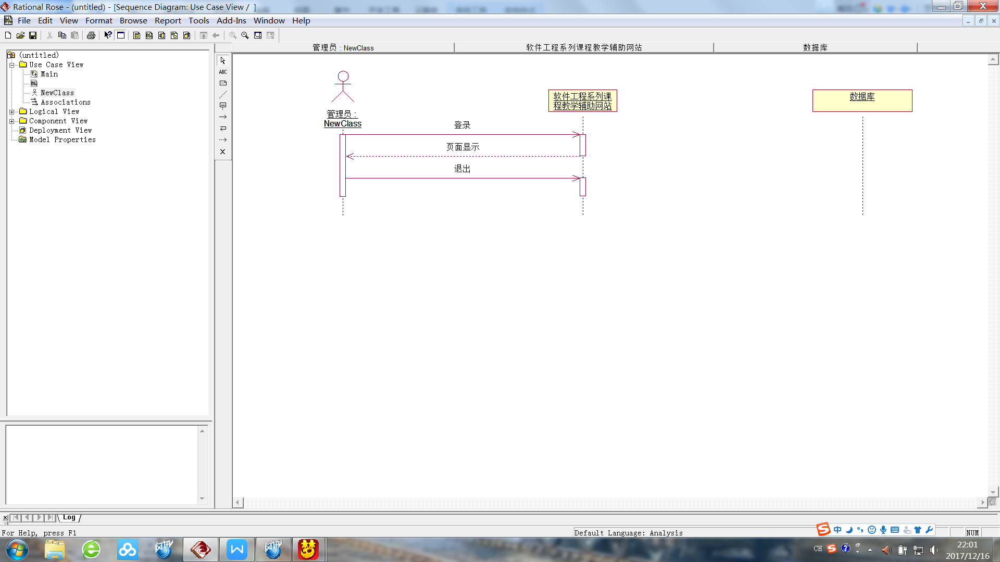 Rational Rose - (untitled) - [Sequence Diagram: Use Case View /  ]
File Edit View Format Browse Report Tools Add-Ins Window Help
管理员 : NewClass
软件工程系列课程教学辅助网站
数据库
(untitled)
Use Case View
Main
NewClass
Associations
Logical View
Component View
Deployment View
Model Properties
ABC
管理员 :
NewClass
软件工程系列课
程教学辅助网站
数据库
登录
页面显示
退出
Log
For Help, press F1
Default Language: Analysis
中
NUM
CH
22:01
2017/12/16